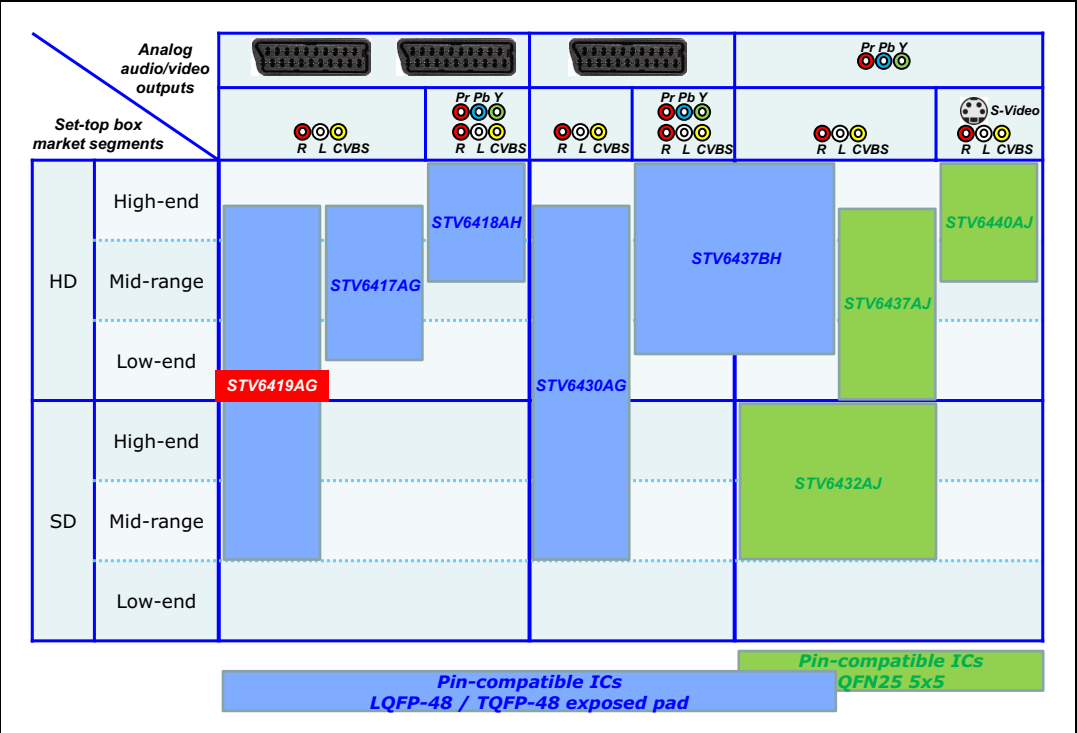 Analog
audio/video
outputs
Set-top box
market segments
Pr Pb Y
R L CVBS
Pr Pb Y
R L CVBS
R L CVBS
Pr Pb Y
R L CVBS
R L CVBS
S-Video
R L CVBS
HD
High-end
Mid-range
Low-end
SD
High-end
Mid-range
Low-end
STV6419AG
STV6417AG
STV6418AH
STV6430AG
STV6437BH
STV6437AJ
STV6440AJ
STV6432AJ
Pin-compatible ICs
QFN25 5x5
Pin-compatible ICs
LQFP-48 / TQFP-48 exposed pad